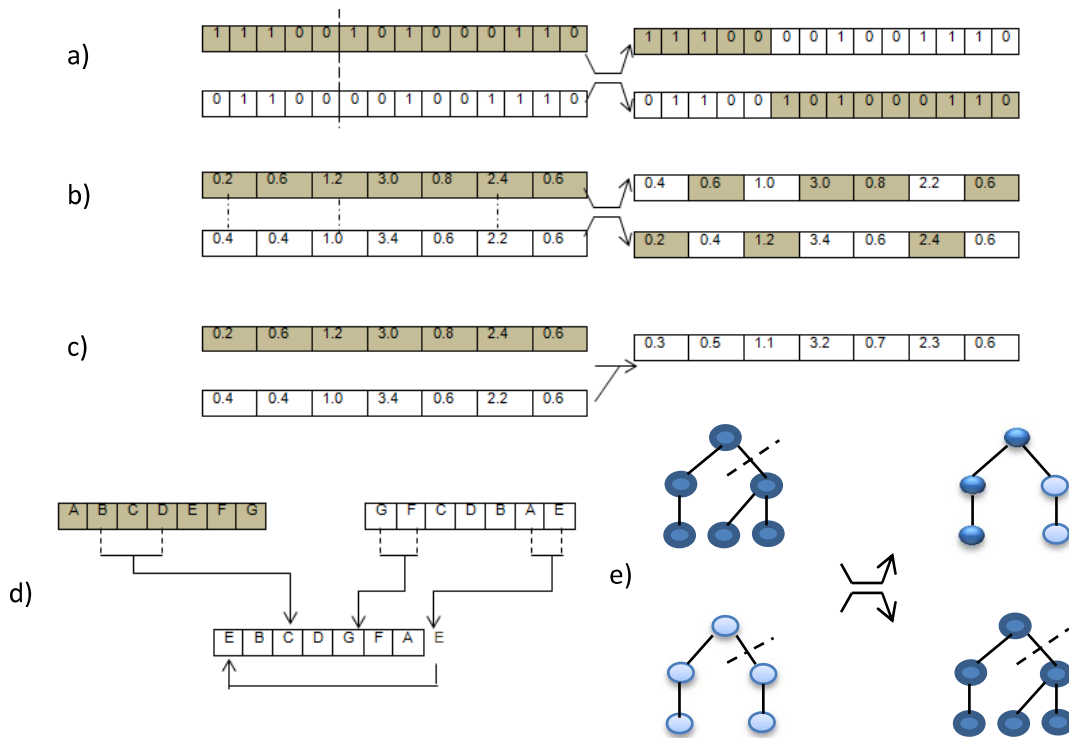 a)
1 1 1 0 0 1 0 1 0 0 0 1 1 0
1 1 1 0 0 0 0 1 0 0 1 1 1 0
0 1 1 0 0 0 0 1 0 0 1 1 1 0
0 1 1 0 0 1 0 1 0 0 0 1 1 0
b)
0.2 0.6 1.2 3.0 0.8 2.4 0.6
0.4 0.6 1.0 3.0 0.8 2.2 0.6
0.4 0.4 1.0 3.4 0.6 2.2 0.6
0.2 0.4 1.2 3.4 0.6 2.4 0.6
c)
0.2 0.6 1.2 3.0 0.8 2.4 0.6
0.3 0.5 1.1 3.2 0.7 2.3 0.6
0.4 0.4 1.0 3.4 0.6 2.2 0.6
d)
A B C D E F G
G F C D B A E
E B C D G F A E
e)